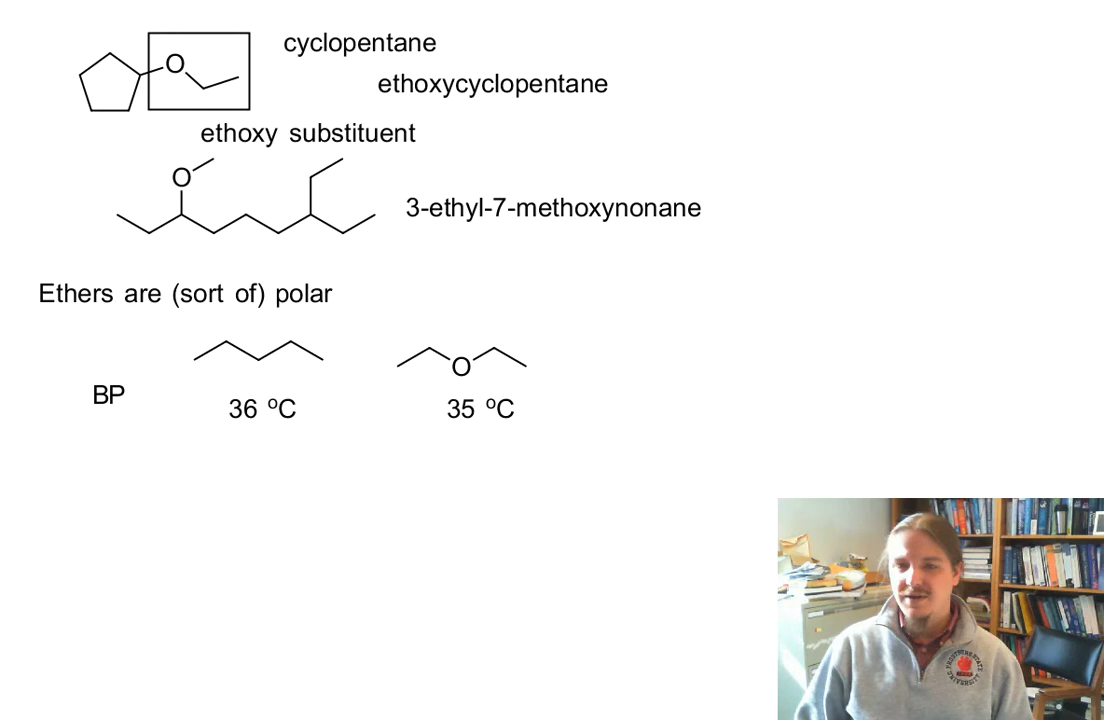 cyclopentane
O
ethoxycyclopentane
ethoxy substituent
O
3-ethyl-7-methoxynonane
Ethers are (sort of) polar
O
BP
36 °C
35 °C